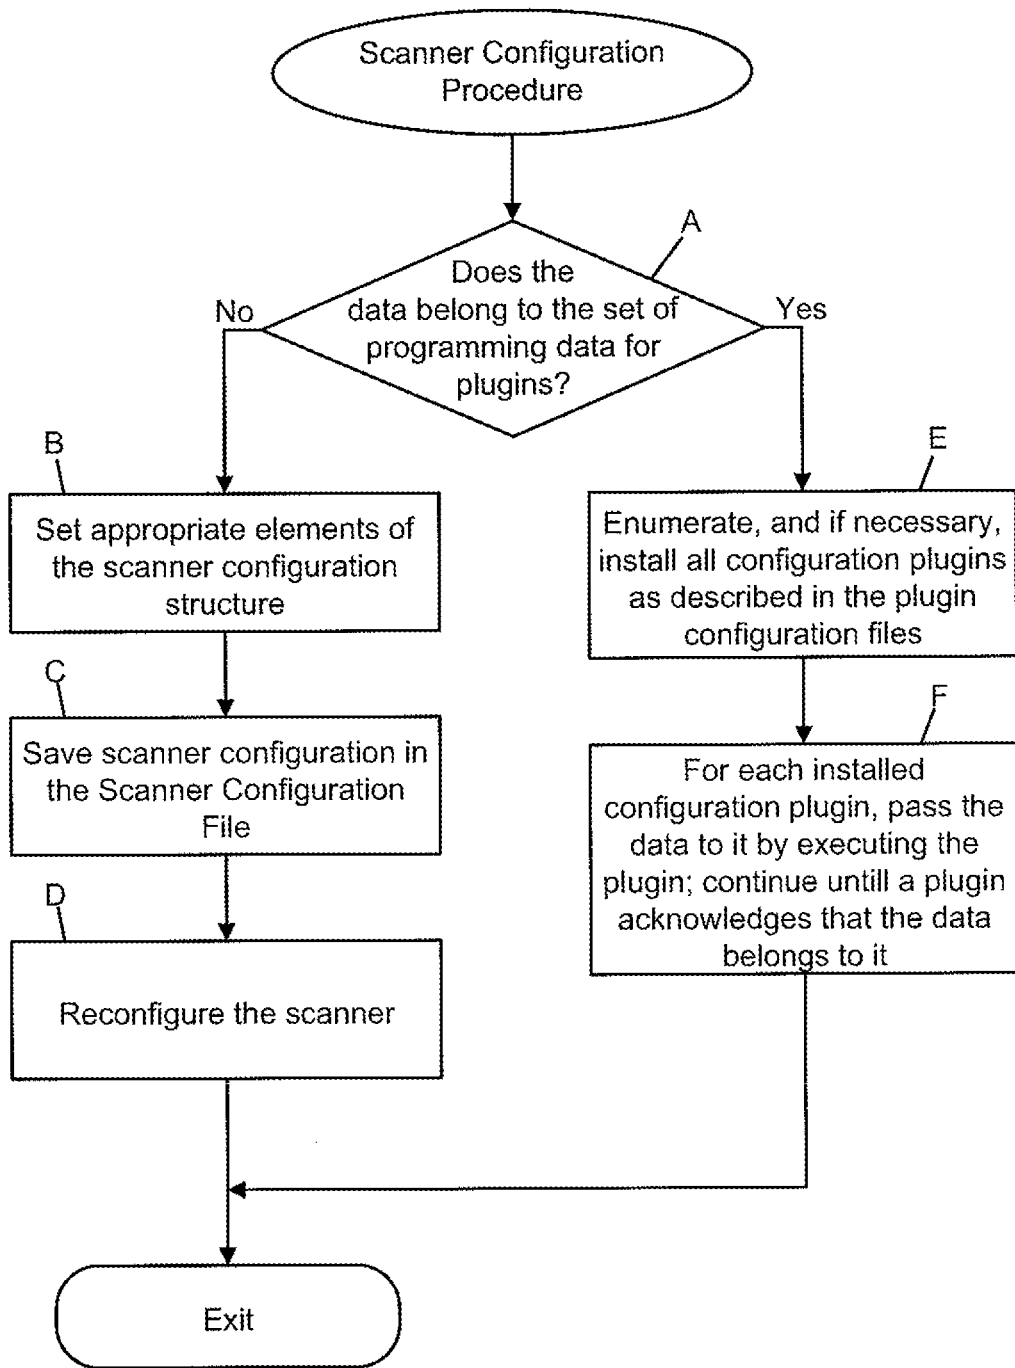 Scanner Configuration
Procedure
A
Does the
data belong to the set of
programming data for
plugins?
No
Yes
B
Set appropriate elements of
the scanner configuration
structure
C
Save scanner configuration in
the Scanner Configuration
File
D
Reconfigure the scanner
E
Enumerate, and if necessary,
install all configuration plugins
as described in the plugin
configuration files
F
For each installed
configuration plugin, pass the
data to it by executing the
plugin; continue untill a plugin
acknowledges that the data
belongs to it
Exit